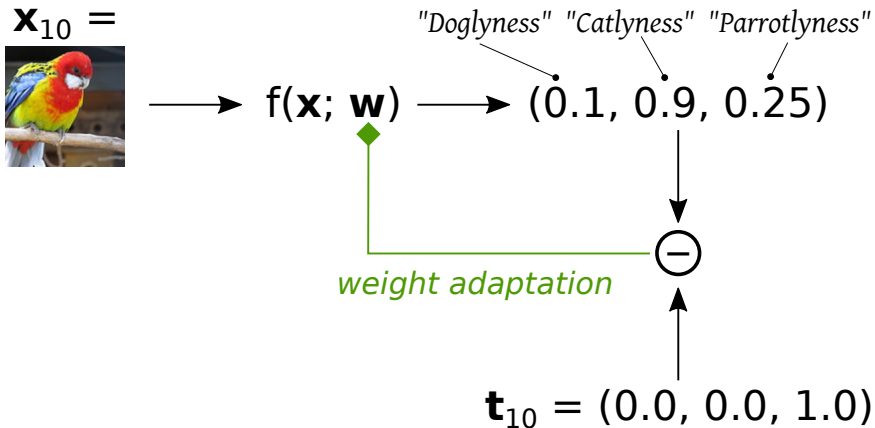 x₁₀ =
"Doglyness" "Catlyness" "Parrotlyness"
f(x; w)
(0.1, 0.9, 0.25)
−
weight adaptation
t₁₀ = (0.0, 0.0, 1.0)